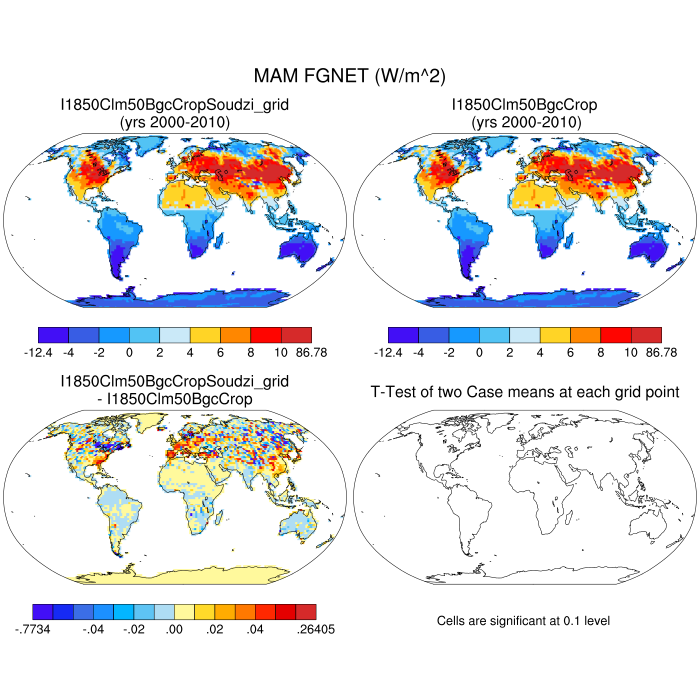 MAM FGNET (W/m^2)
I1850Clm50BgcCropSoudzi_grid
(yrs 2000-2010)
I1850Clm50BgcCrop
(yrs 2000-2010)
-12.4 -4 -2 0 2 4 6 8 10 86.78
-12.4 -4 -2 0 2 4 6 8 10 86.78
I1850Clm50BgcCropSoudzi_grid
- I1850Clm50BgcCrop
T-Test of two Case means at each grid point
-.7734 -.04 -.02 .00 .02 .04 .26405
Cells are significant at 0.1 level